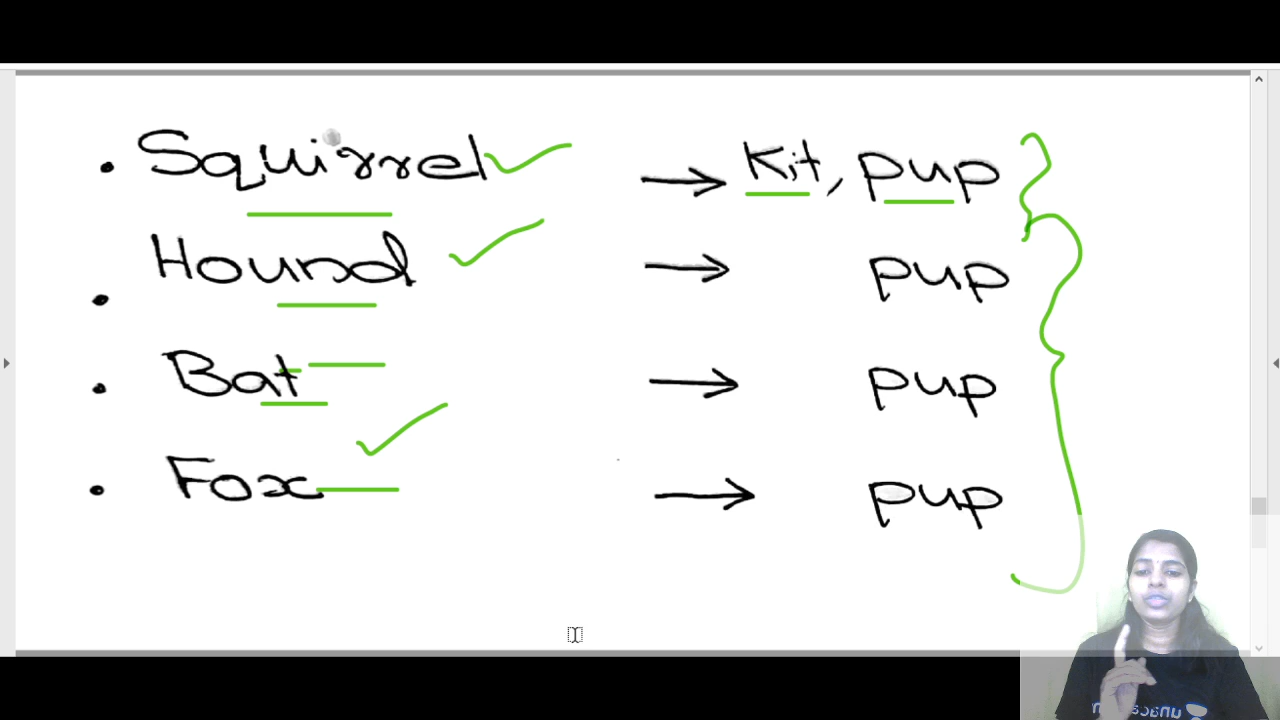 . Squirrel → Kit, pup
. Hound → pup
. Bat → pup
. Fox → pup